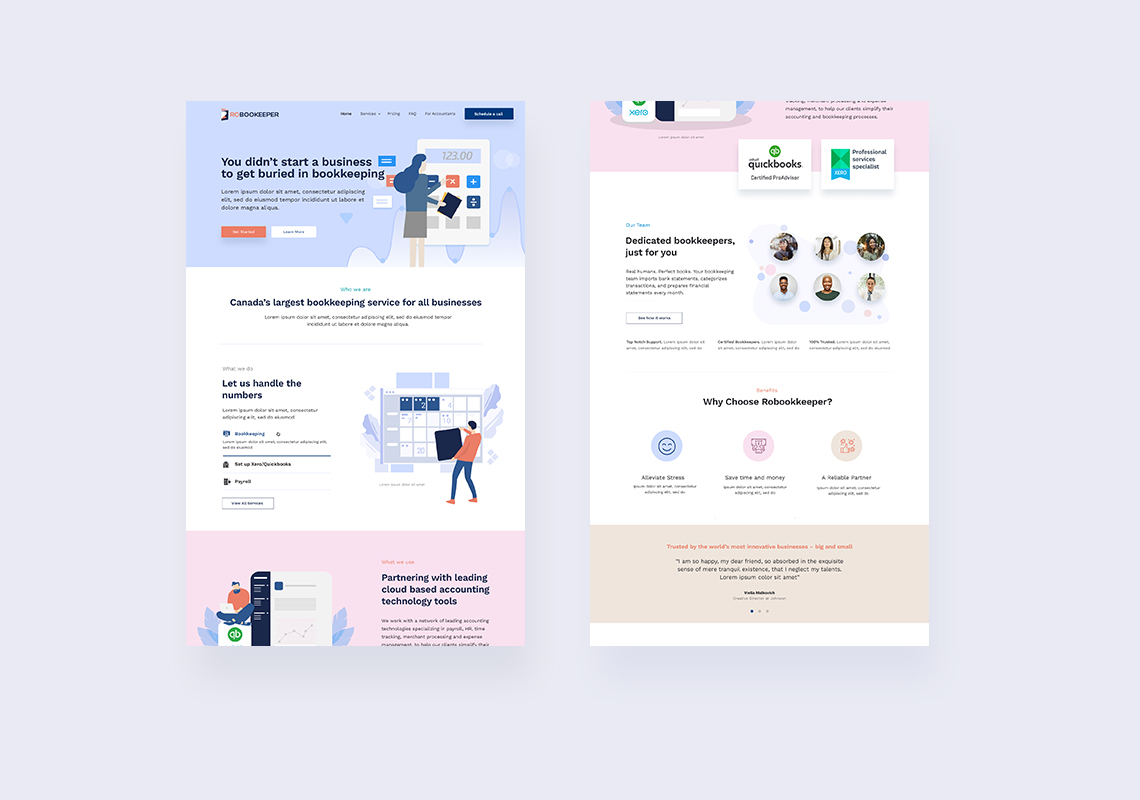 ROBOOKEEPER
Home Services Pricing FAQ For Accountants Schedule a call
You didn't start a business
to get buried in bookkeeping
Lorem ipsum dolor sit amet, consectetur adipiscing
elit, sed do eiusmod tempor incididunt ut labore et
dolore magna aliqua.
Get Started Learn More
123.00
Who we are
Canada's largest bookkeeping service for all businesses
Lorem ipsum dolor sit amet, consectetur adipiscing elit, sed do eiusmod tempor
incididunt ut labore et dolore magna aliqua.
What we do
Let us handle the
numbers
Lorem ipsum dolor sit amet, consectetur
adipiscing elit, sed do eiusmod
Bookkeeping
Lorem ipsum dolor sit amet, consectetur adipiscing elit,
sed do eiusmod
Set up Xero/Quickbooks
Payroll
View All Services
2
7
10
20
Lorem ipsum dolor sit amet
What we use
Partnering with leading
cloud based accounting
technology tools
We work with a network of leading accounting
technologies specializing in payroll, HR, time
tracking, merchant processing and expense
management, to help our clients simplify their
qb
xero
Lorem ipsum dolor sit amet
tracking, merchant processing and expense
management, to help our clients simplify their
accounting and bookkeeping processes.
qb
intuit
quickbooks.
Certified ProAdvisor
xero
Professional
services
specialist
Our Team
Dedicated bookkeepers,
just for you
Real humans. Perfect books. Your bookkeeping
team imports bank statements, categorizes
transactions, and prepares financial
statements every month.
See how it works
Top Notch Support. Lorem ipsum dolor sit
amet, consectetur adipiscing elit, sed do
Certified Bookkeepers. Lorem ipsum dolor sit
amet, consectetur adipiscing elit, sed do
100% Trusted. Lorem ipsum dolor sit amet,
consectetur adipiscing elit, sed do eiusmod
Benefits
Why Choose Robookkeeper?
Alleviate Stress
Ipsum dolor sit amet, consectetur
adipiscing elit, sed do
Save time and money
Ipsum dolor sit amet, consectetur
adipiscing elit, sed do
A Reliable Partner
Ipsum dolor sit amet, consectetur
adipiscing elit, sed do
Trusted by the world's most innovative businesses – big and small
"I am so happy, my dear friend, so absorbed in the exquisite
sense of mere tranquil existence, that I neglect my talents.
Lorem ipsum color sit amet"
Viella Malkovich
Creative Director at Johnson